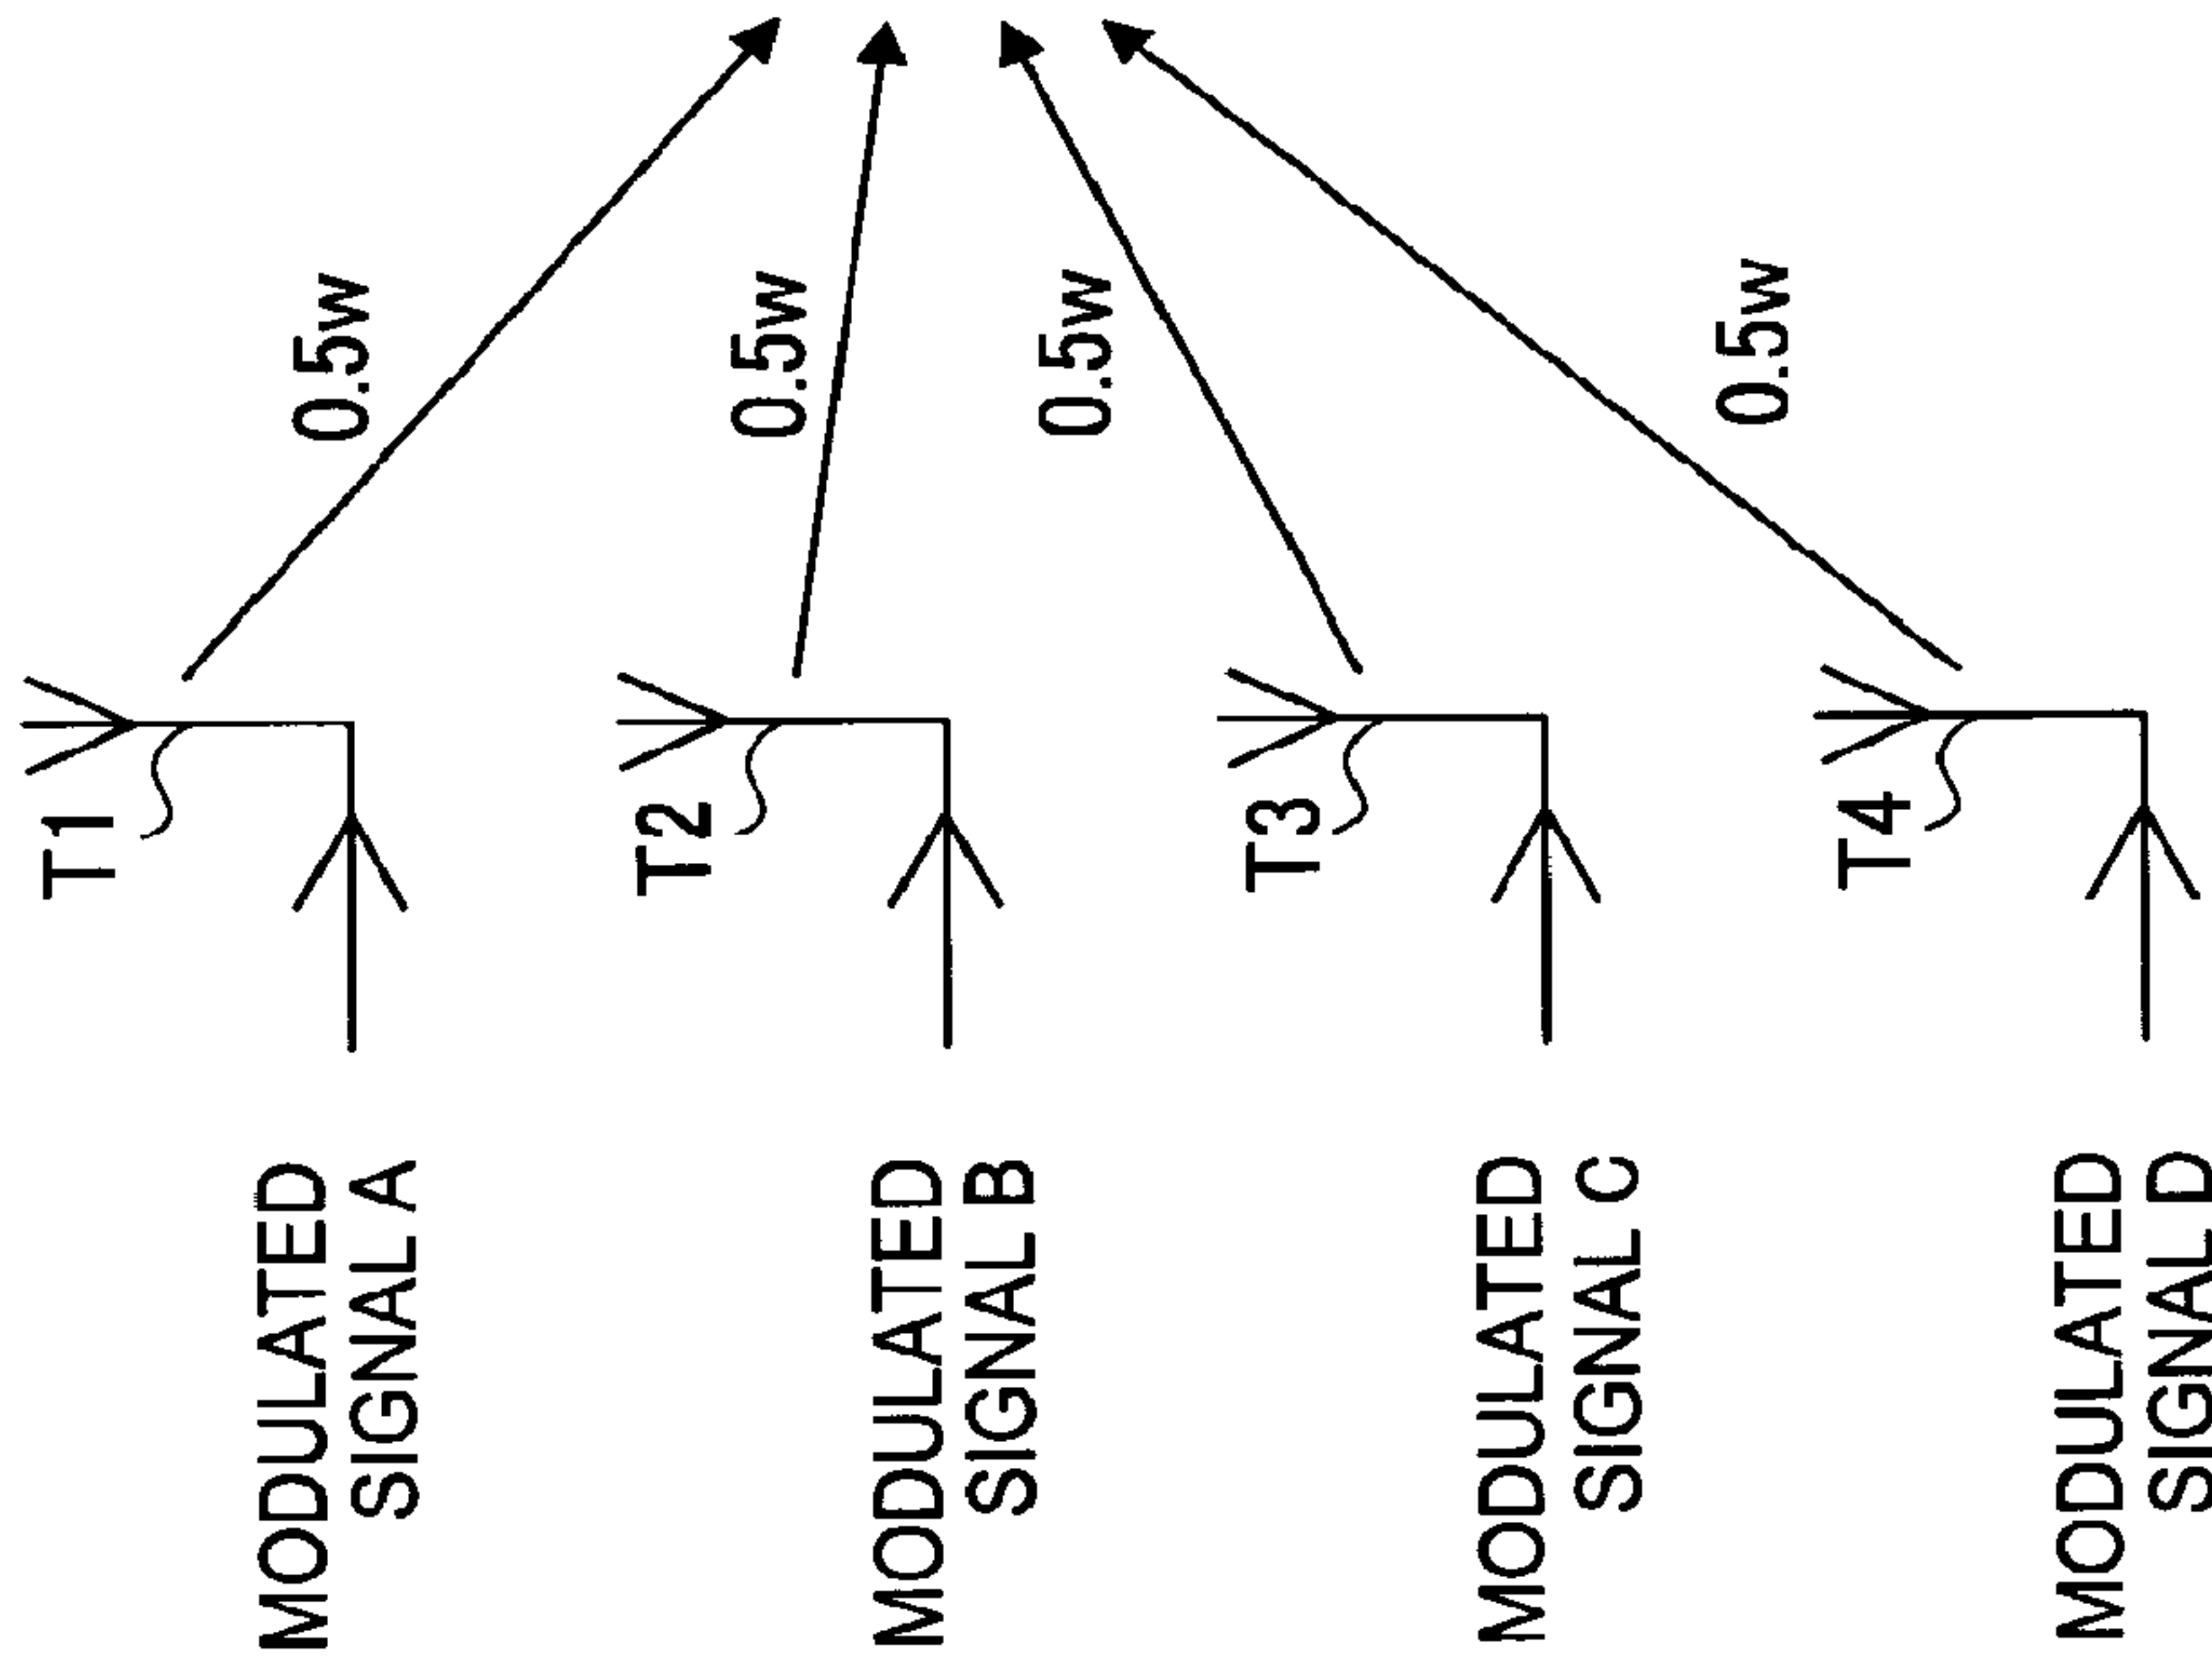 MODULATED
SIGNAL A
T1
0.5w
MODULATED
SIGNAL B
T2
0.5w
MODULATED
SIGNAL C
T3
0.5w
MODULATED
SIGNAL D
T4
0.5w